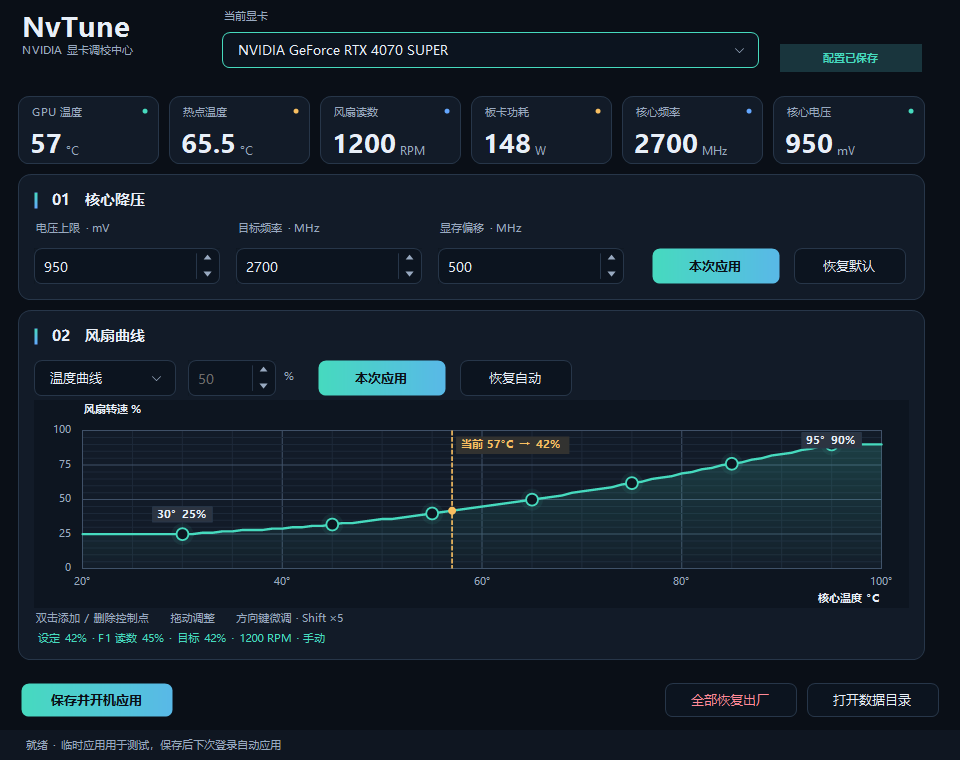 NvTune
NVIDIA 显卡调校中心
当前显卡
NVIDIA GeForce RTX 4070 SUPER
配置已保存
GPU 温度
57 °C
热点温度
65.5 °C
风扇读数
1200 RPM
板卡功耗
148 W
核心频率
2700 MHz
核心电压
950 mV
01 核心降压
电压上限 · mV
目标频率 · MHz
显存偏移 · MHz
950
2700
500
本次应用
恢复默认
02 风扇曲线
温度曲线
50
%
本次应用
恢复自动
风扇转速 %
100
75
50
25
0
当前 57°C → 42%
95° 90%
30° 25%
20°
40°
60°
80°
100°
核心温度 °C
双击添加 / 删除控制点 拖动调整 方向键微调 · Shift ×5
设定 42% · F1 读数 45% · 目标 42% · 1200 RPM · 手动
保存并开机应用
全部恢复出厂
打开数据目录
就绪 · 临时应用用于测试，保存后下次登录自动应用